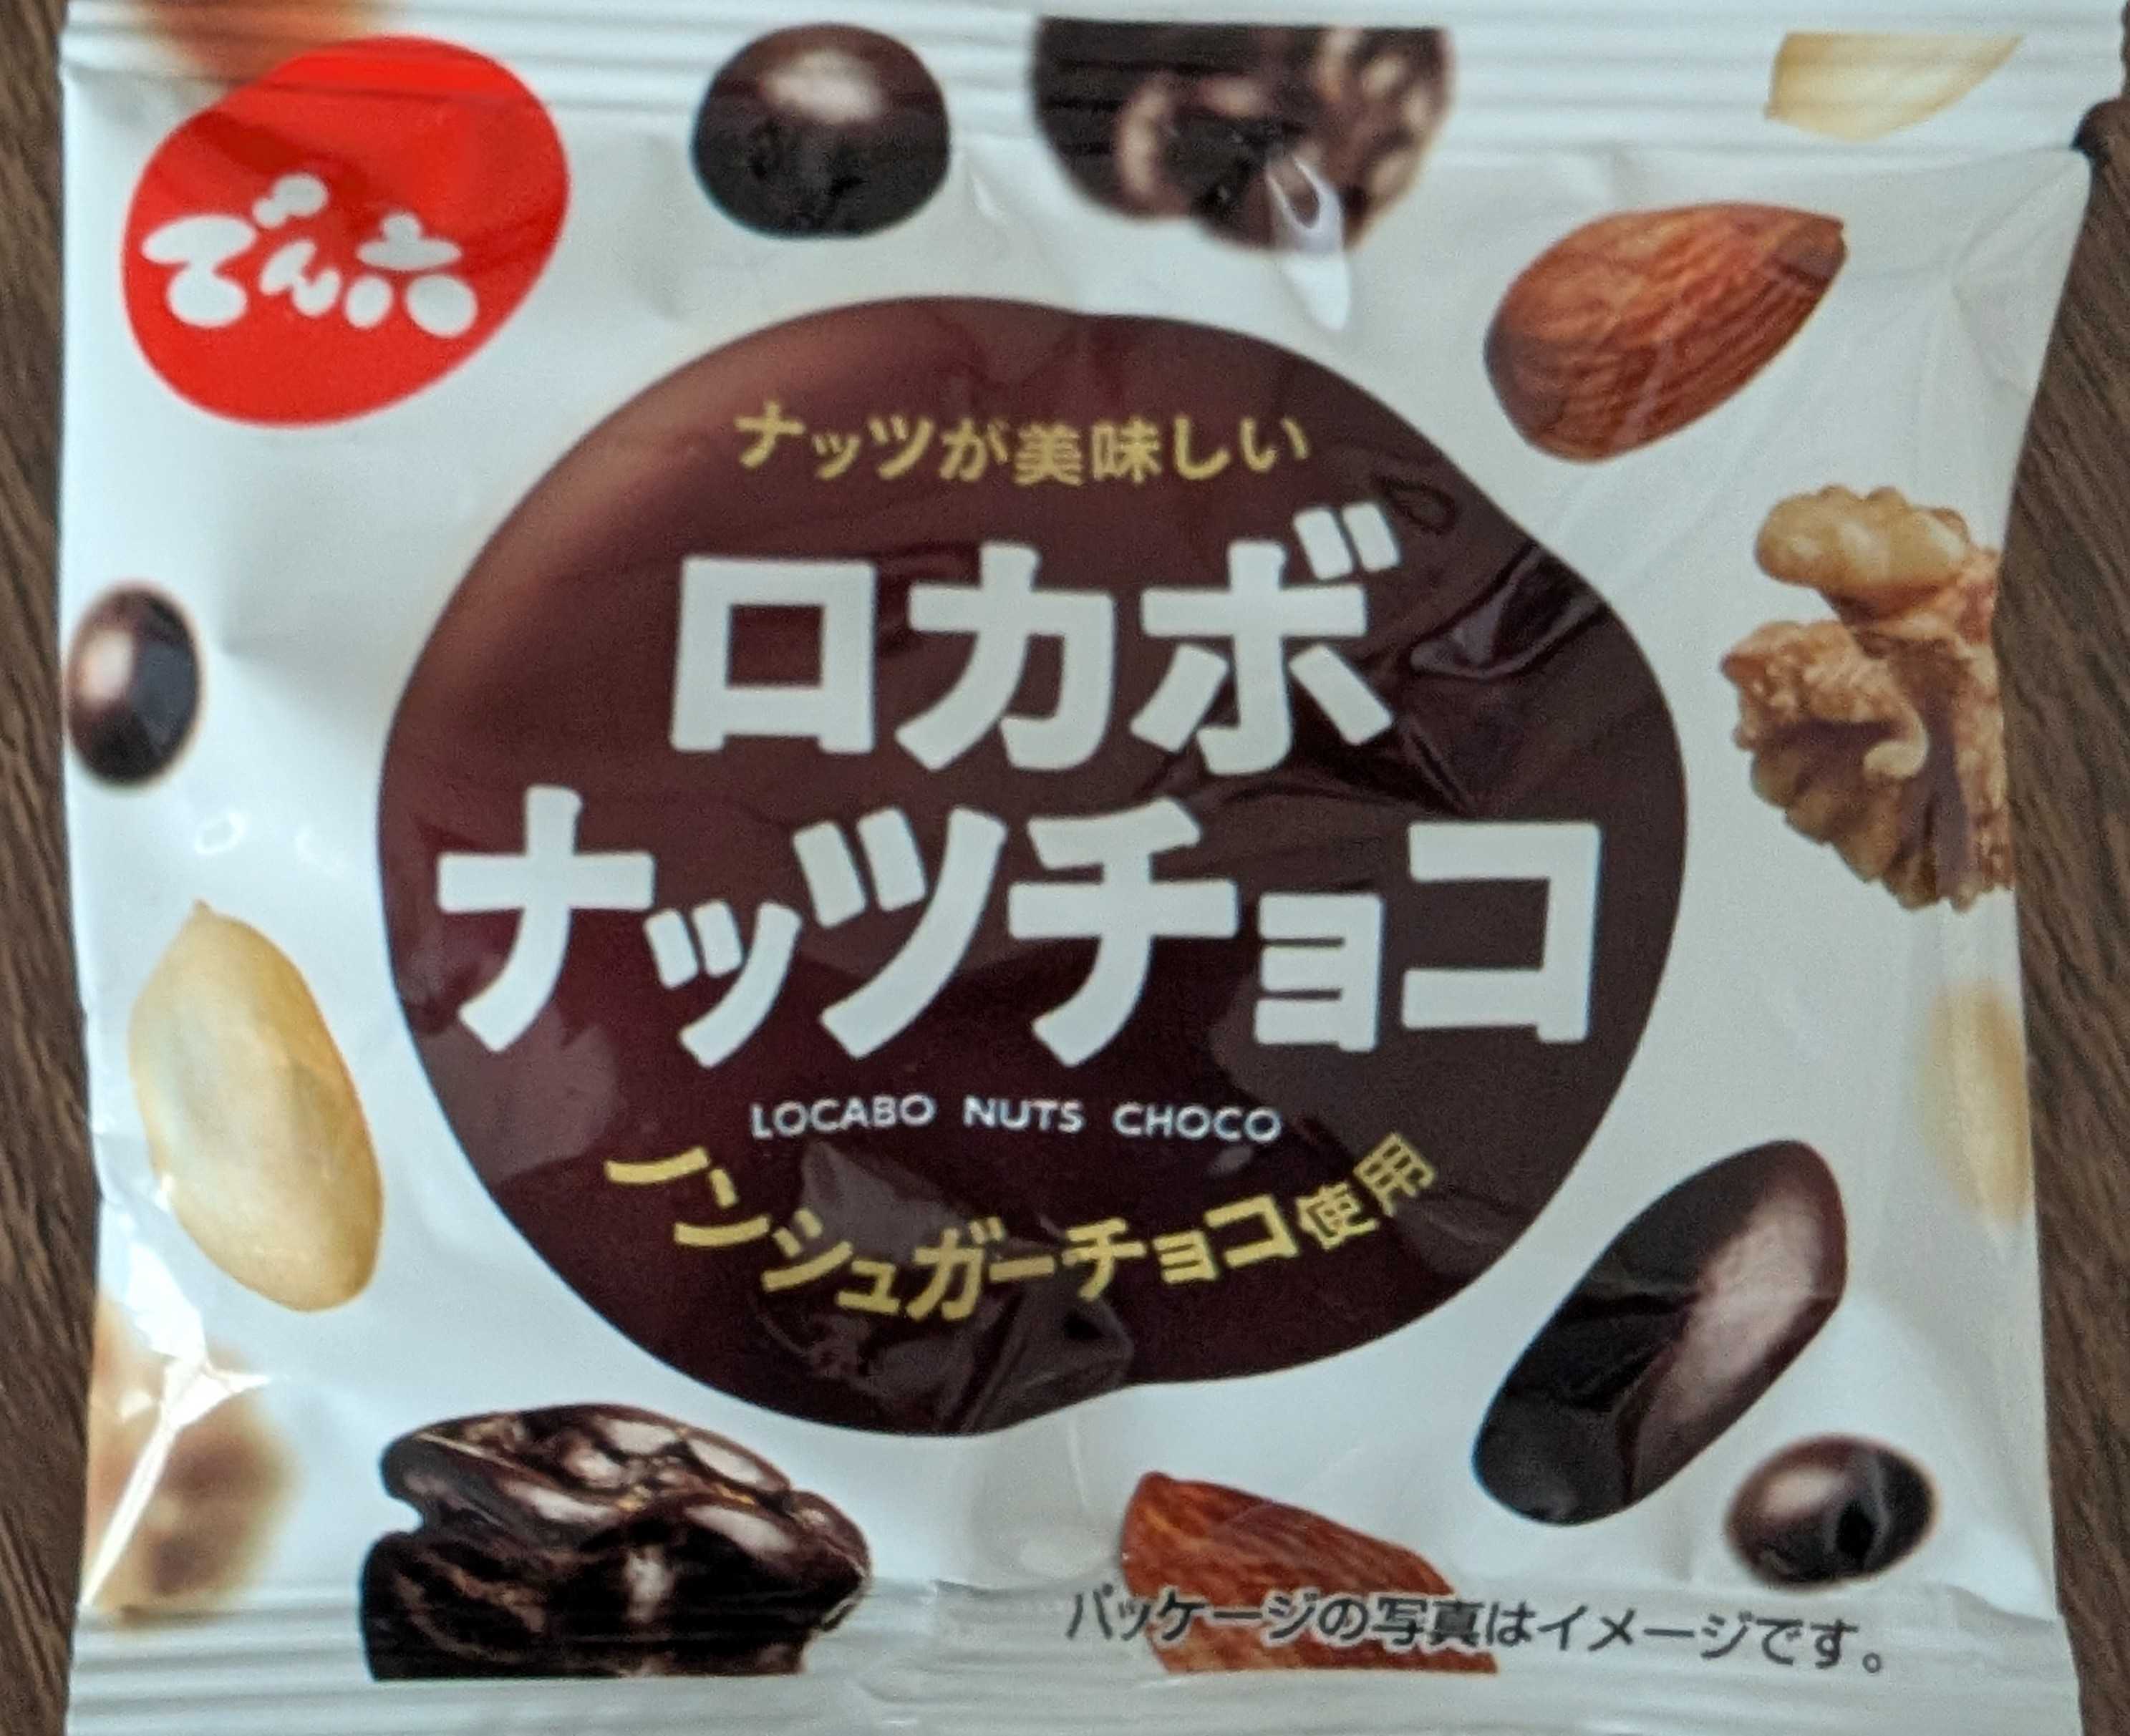 でん六
ナッツが美味しい
ロカボ
ナッツチョコ
LOCABO NUTS CHOCO
ノンシュガーチョコ使用
パッケージの写真はイメージです。